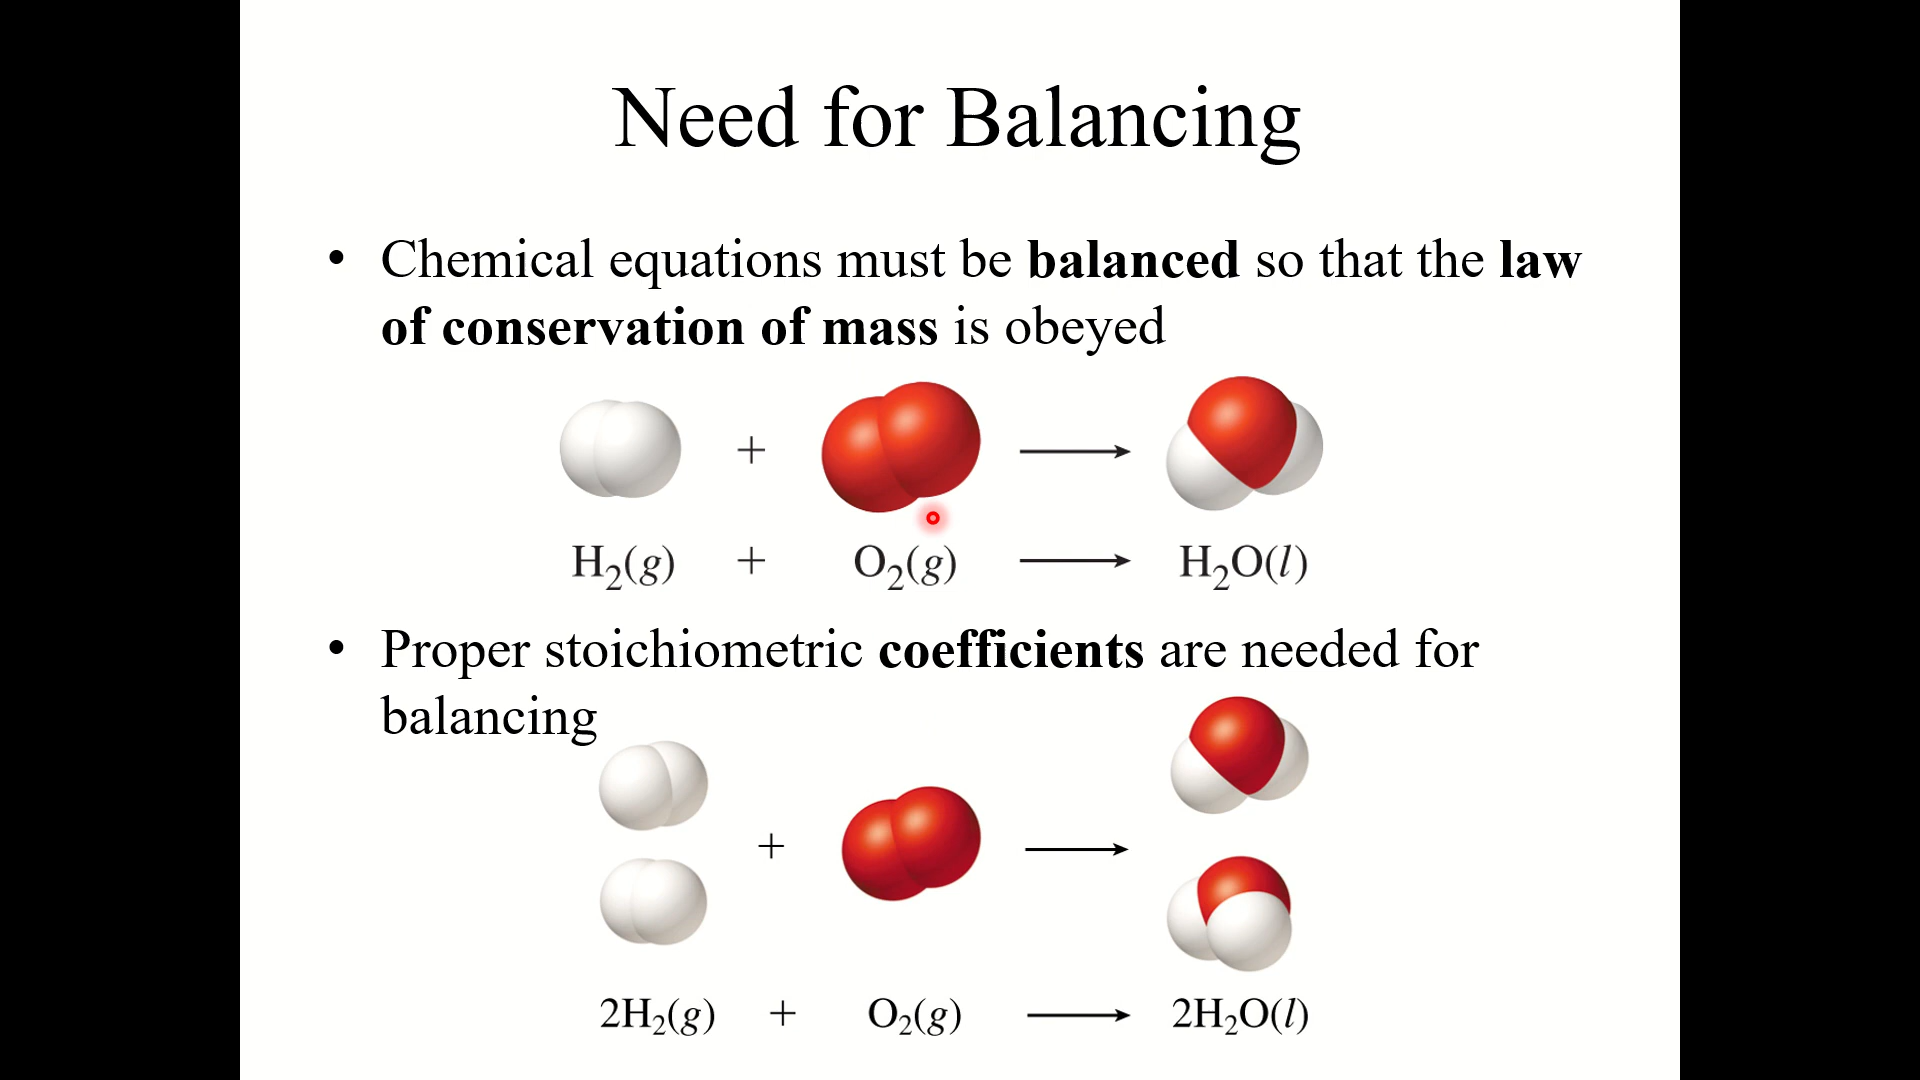 Need for Balancing
• Chemical equations must be balanced so that the law
of conservation of mass is obeyed
+ ⟶
H₂(g) + O₂(g) ⟶ H₂O(l)
• Proper stoichiometric coefficients are needed for
balancing
+ ⟶
2H₂(g) + O₂(g) ⟶ 2H₂O(l)